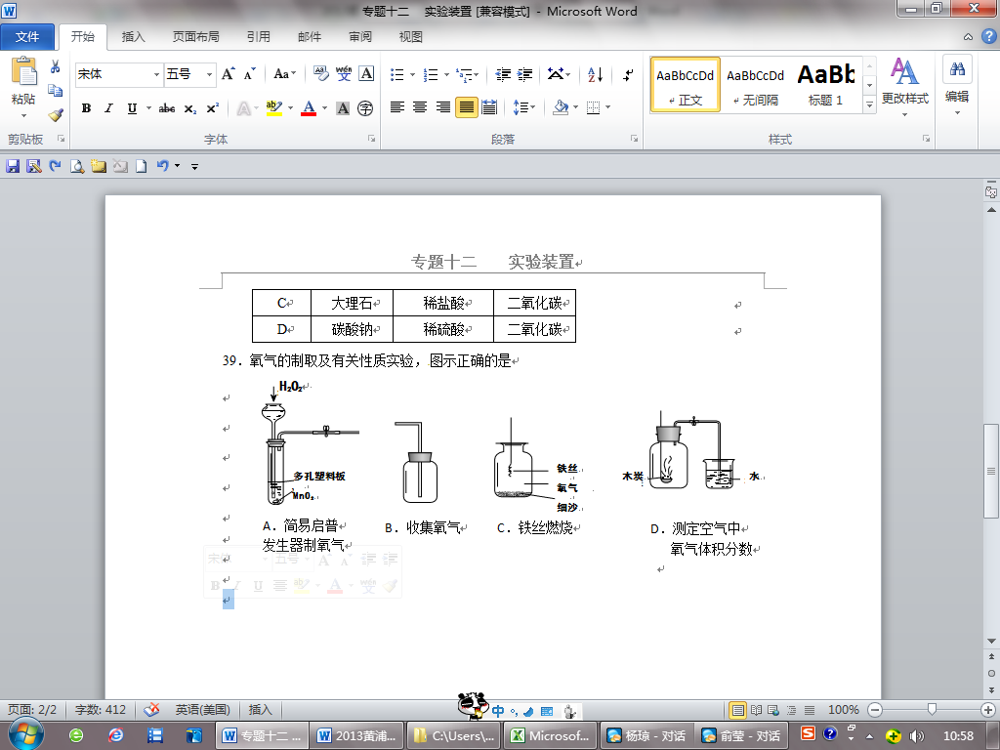 专题十二 实验装置 [兼容模式] - Microsoft Word
文件 开始 插入 页面布局 引用 邮件 审阅 视图
粘贴
宋体 五号
AaBbCcDd AaBbCcDd AaBb
正文 无间隔 标题 1
更改样式 编辑
剪贴板 字体 段落 样式
专题十二 实验装置
C 大理石 稀盐酸 二氧化碳
D 碳酸钠 稀硫酸 二氧化碳
39．氧气的制取及有关性质实验，图示正确的是
H₂O₂
多孔塑料板
MnO₂
铁丝
氧气
细沙
木炭 水
A．简易启普
发生器制氧气
B．收集氧气
C．铁丝燃烧
D．测定空气中
氧气体积分数
宋体 五号
页面: 2/2 字数: 412 英语(美国) 插入 中 100%
专题十二 ... 2013黄浦... C:\Users\... Microsof... 杨琼 - 对话 俞莹 - 对话 10:58